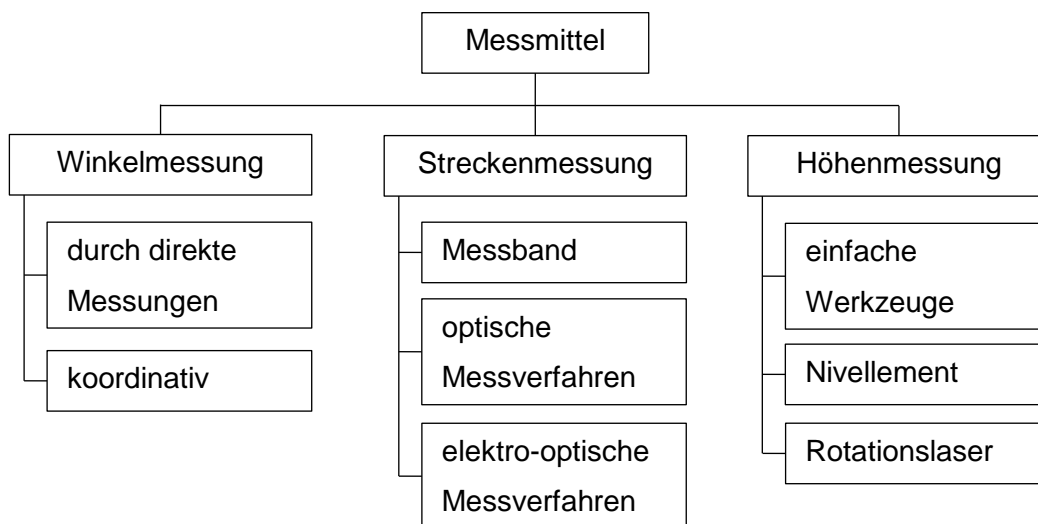 Messmittel
Winkelmessung
durch direkte
Messungen
koordinativ
Streckenmessung
Messband
optische
Messverfahren
elektro-optische
Messverfahren
Höhenmessung
einfache
Werkzeuge
Nivellement
Rotationslaser